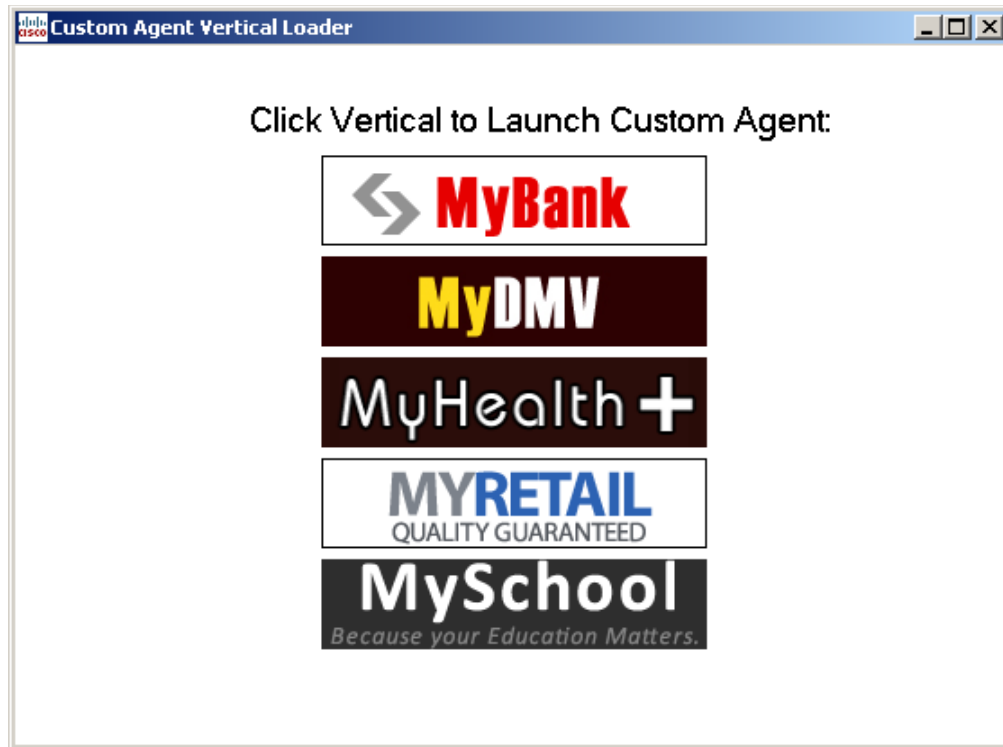 cisco Custom Agent Vertical Loader
Click Vertical to Launch Custom Agent:
MyBank
MyDMV
MyHealth+
MYRETAIL
QUALITY GUARANTEED
MySchool
Because your Education Matters.